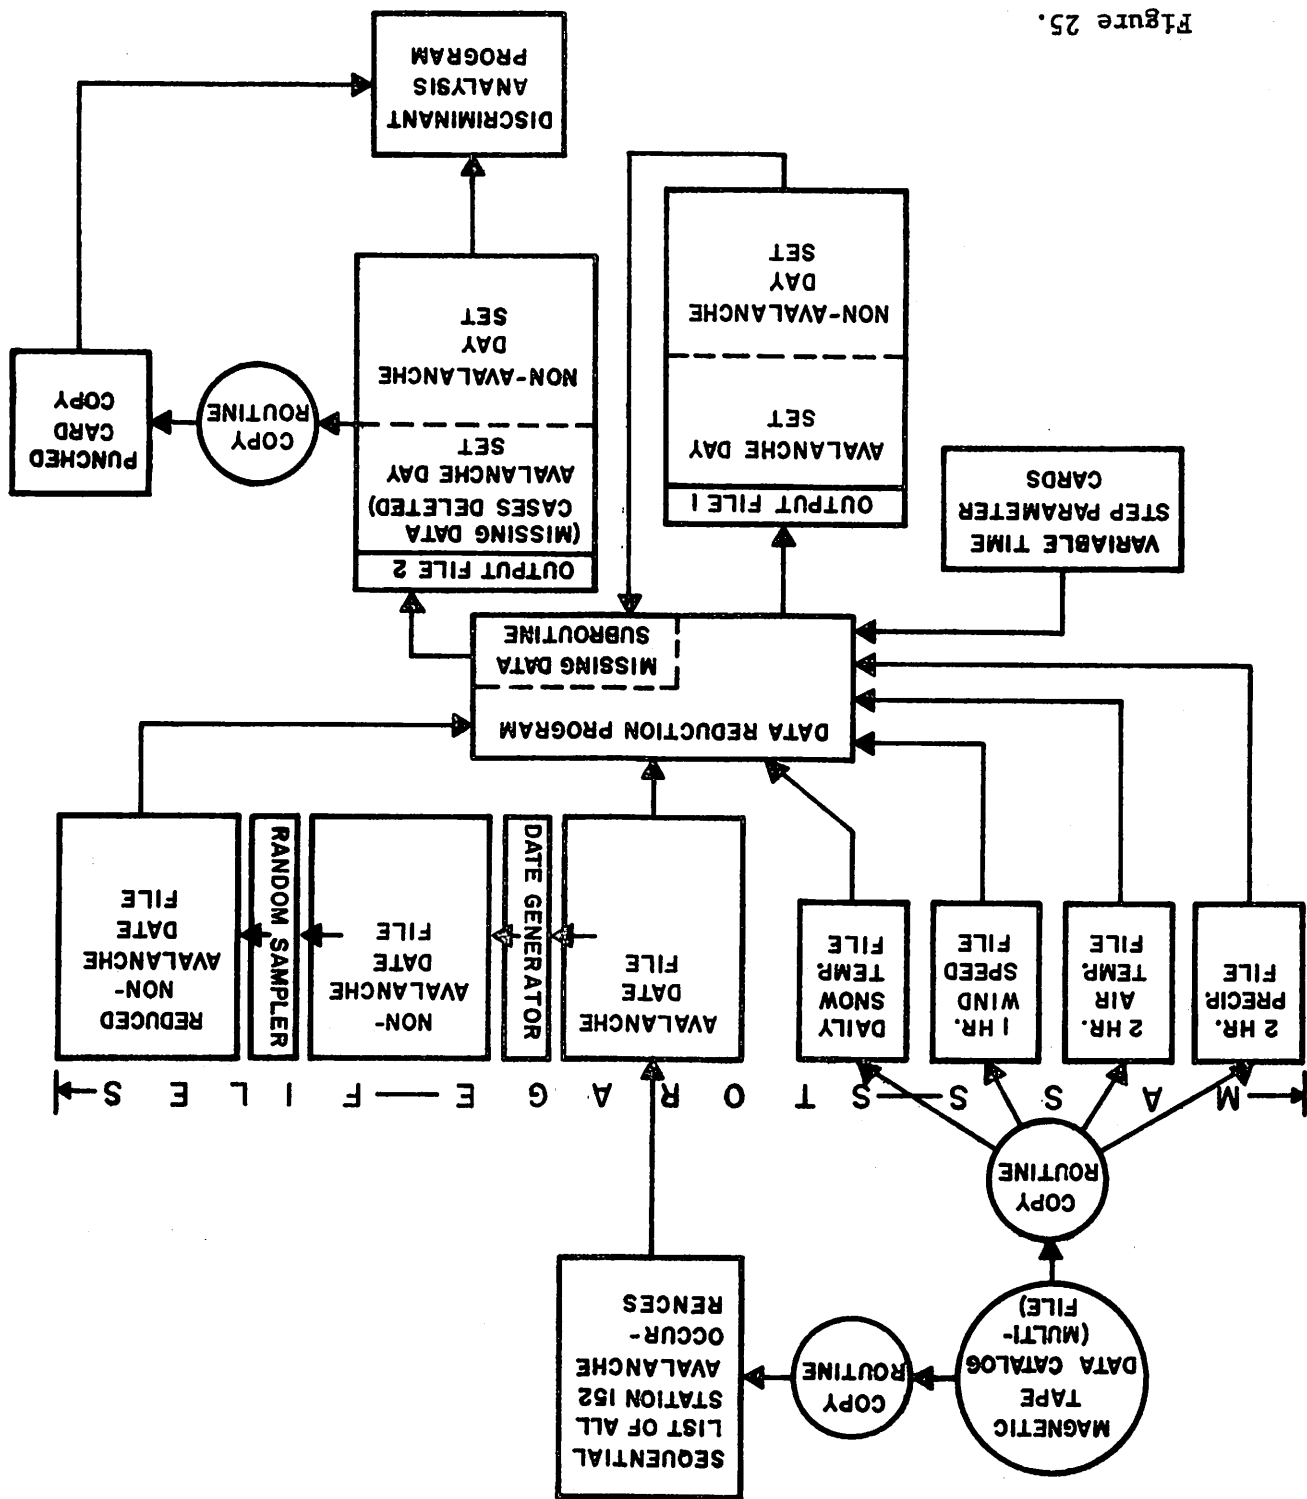 MAGNETIC
TAPE
DATA CATALOG
(MULTI-
FILE)
COPY
ROUTINE
SEQUENTIAL
LIST OF ALL
STATION 152
AVALANCHE
OCCUR-
RENCES
COPY
ROUTINE
M A S S — S T O R A G E — F I L E S
2 HR.
PRECIP.
FILE
2 HR.
AIR
TEMP.
FILE
1 HR.
WIND
SPEED
FILE
DAILY
SNOW
TEMP.
FILE
AVALANCHE
DATE
FILE
DATE GENERATOR
NON-
AVALANCHE
DATE
FILE
RANDOM SAMPLER
REDUCED
NON-
AVALANCHE
DATE
FILE
DATA REDUCTION PROGRAM
MISSING DATA
SUBROUTINE
VARIABLE TIME
STEP PARAMETER
CARDS
OUTPUT FILE 1
AVALANCHE DAY
SET
NON-AVALANCHE
DAY
SET
OUTPUT FILE 2
(MISSING DATA
CASES DELETED)
AVALANCHE DAY
SET
NON-AVALANCHE
DAY
SET
COPY
ROUTINE
PUNCHED
CARD
COPY
DISCRIMINANT
ANALYSIS
PROGRAM
Figure 25.